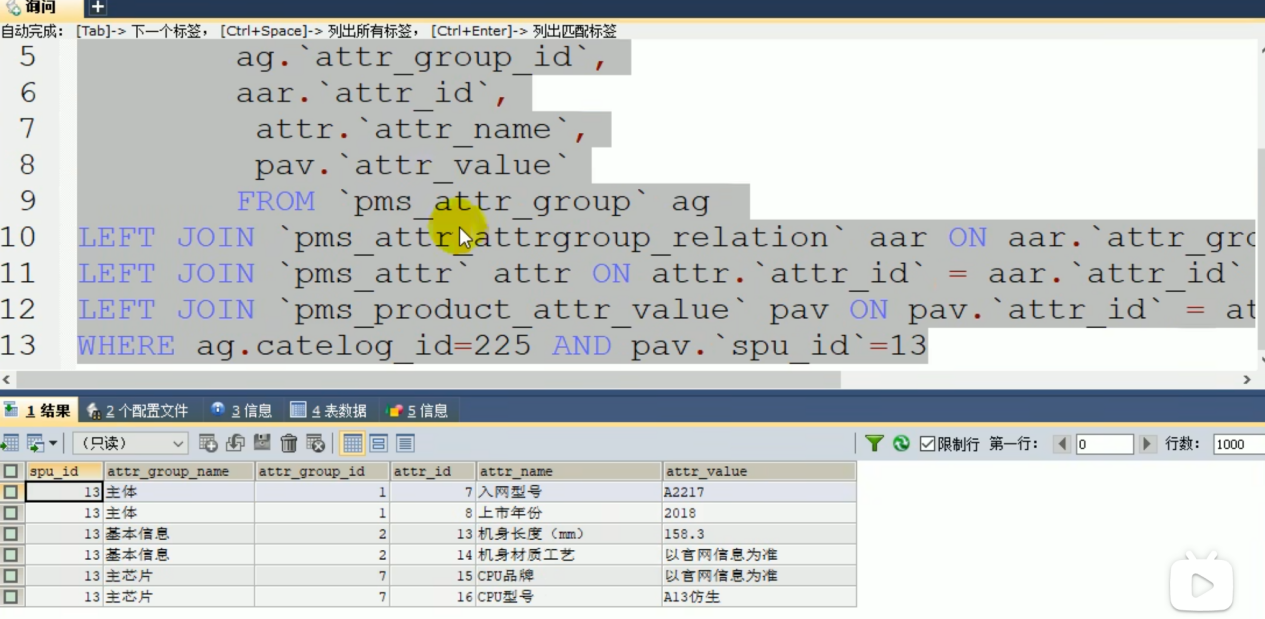 询问
自动完成： [Tab]-> 下一个标签， [Ctrl+Space]-> 列出所有标签， [Ctrl+Enter]-> 列出匹配标签
5 ag.`attr_group_id`,
6 aar.`attr_id`,
7 attr.`attr_name`,
8 pav.`attr_value`
9 FROM `pms_attr_group` ag
10 LEFT JOIN `pms_attr_attrgroup_relation` aar ON aar.`attr_gro
11 LEFT JOIN `pms_attr` attr ON attr.`attr_id` = aar.`attr_id`
12 LEFT JOIN `pms_product_attr_value` pav ON pav.`attr_id` = at
13 WHERE ag.catelog_id=225 AND pav.`spu_id`=13
1 结果 2 个配置文件 3 信息 4 表数据 5 信息
（只读） 限制行 第一行： 0 行数： 1000
spu_id attr_group_name attr_group_id attr_id attr_name attr_value
13 主体 1 7 入网型号 A2217
13 主体 1 8 上市年份 2018
13 基本信息 2 13 机身长度（mm） 158.3
13 基本信息 2 14 机身材质工艺 以官网信息为准
13 主芯片 7 15 CPU品牌 以官网信息为准
13 主芯片 7 16 CPU型号 A13仿生